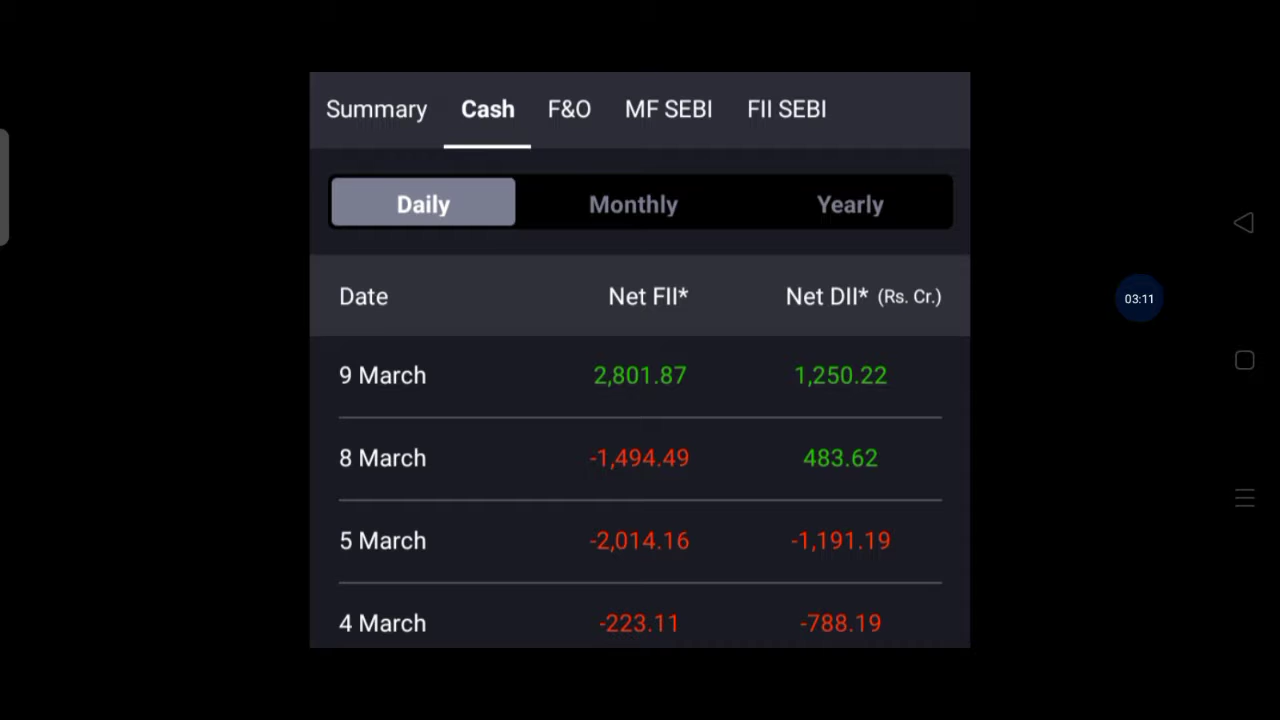 Summary Cash F&O MF SEBI FII SEBI
Daily Monthly Yearly
Date Net FII* Net DII* (Rs. Cr.)
03:11
9 March 2,801.87 1,250.22
8 March -1,494.49 483.62
5 March -2,014.16 -1,191.19
4 March -223.11 -788.19